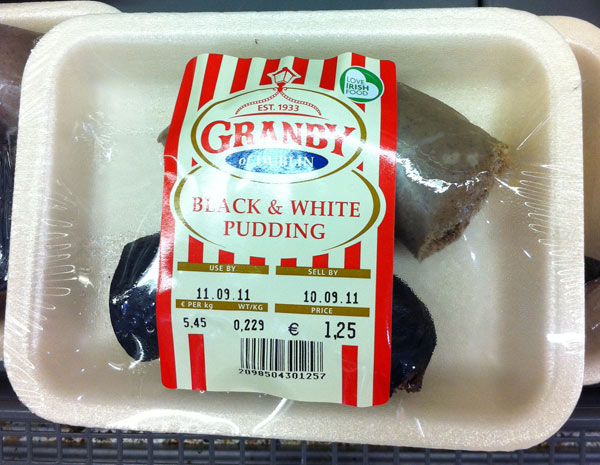 LOVE
IRISH
FOOD
EST. 1933
GRANBY
of DUBLIN
BLACK & WHITE
PUDDING
USE BY SELL BY
11.09.11 10.09.11
€ PER kg WT/KG PRICE
5,45 0,229 € 1,25
2098504301257